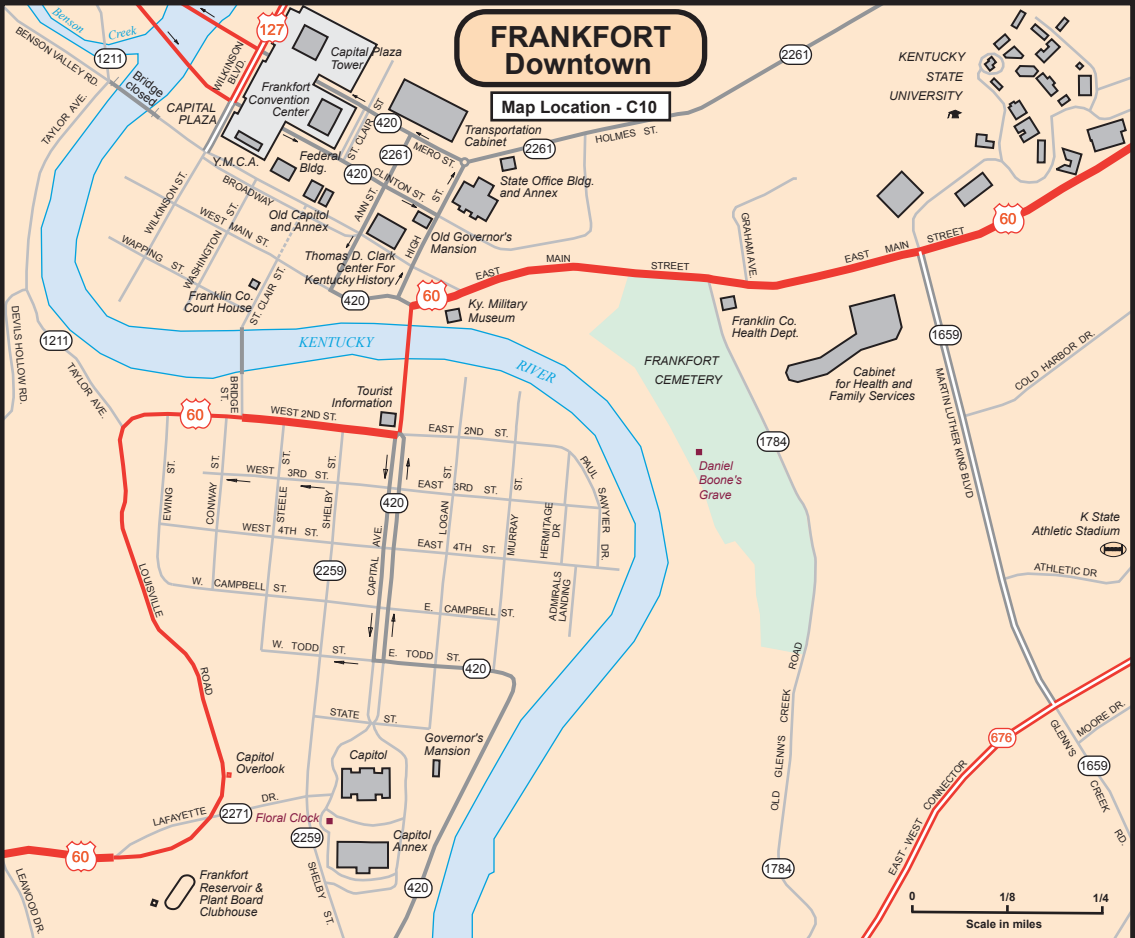 FRANKFORT
Downtown
Map Location - C10
Benson
Creek
BENSON VALLEY RD.
1211
Bridge
closed
TAYLOR AVE.
WILKINSON
BLVD.
127
CAPITAL
PLAZA
Capital Plaza
Tower
Frankfort
Convention
Center
Y.M.C.A.
Federal
Bldg.
ST. CLAIR ST
420
2261
MERO ST.
Transportation
Cabinet
2261
HOLMES ST.
2261
420
CLINTON ST.
State Office Bldg.
and Annex
ANN ST.
HIGH
ST.
BROADWAY
Old Capitol
and Annex
Old Governor's
Mansion
Thomas D. Clark
Center For
Kentucky History
WILKINSON ST.
WASHINGTON
ST.
WEST MAIN ST.
WAPPING ST.
Franklin Co.
Court House
ST. CLAIR ST.
420
60
EAST
MAIN
STREET
EAST MAIN STREET
60
GRAHAM AVE.
KENTUCKY
STATE
UNIVERSITY
Ky. Military
Museum
Franklin Co.
Health Dept.
Cabinet
for Health and
Family Services
1659
COLD HARBOR DR.
MARTIN LUTHER KING BLVD
KENTUCKY
RIVER
FRANKFORT
CEMETERY
1784
Daniel
Boone's
Grave
DEVILS HOLLOW RD.
1211
TAYLOR AVE.
60
BRIDGE
ST.
Tourist
Information
WEST 2ND ST.
EAST 2ND ST.
WEST 3RD ST.
EAST 3RD ST.
WEST 4TH ST.
EAST 4TH ST.
W. CAMPBELL ST.
E. CAMPBELL ST.
W. TODD ST.
E. TODD ST.
EWING ST.
CONWAY ST.
STEELE ST.
SHELBY ST.
420
CAPITAL AVE.
LOGAN ST.
MURRAY ST.
HERMITAGE
DR
PAUL SAWYIER DR.
ADMIRALS
LANDING
2259
420
STATE ST.
LOUISVILLE
ROAD
Capitol
Overlook
Capitol
Governor's
Mansion
LAFAYETTE DR.
2271
Floral Clock
2259
Capitol
Annex
SHELBY ST.
420
60
LEAWOOD DR.
Frankfort
Reservoir &
Plant Board
Clubhouse
OLD GLENN'S CREEK ROAD
1784
K State
Athletic Stadium
ATHLETIC DR
676
EAST - WEST CONNECTOR
GLENN'S CREEK RD.
MOORE DR.
1659
0 1/8 1/4
Scale in miles